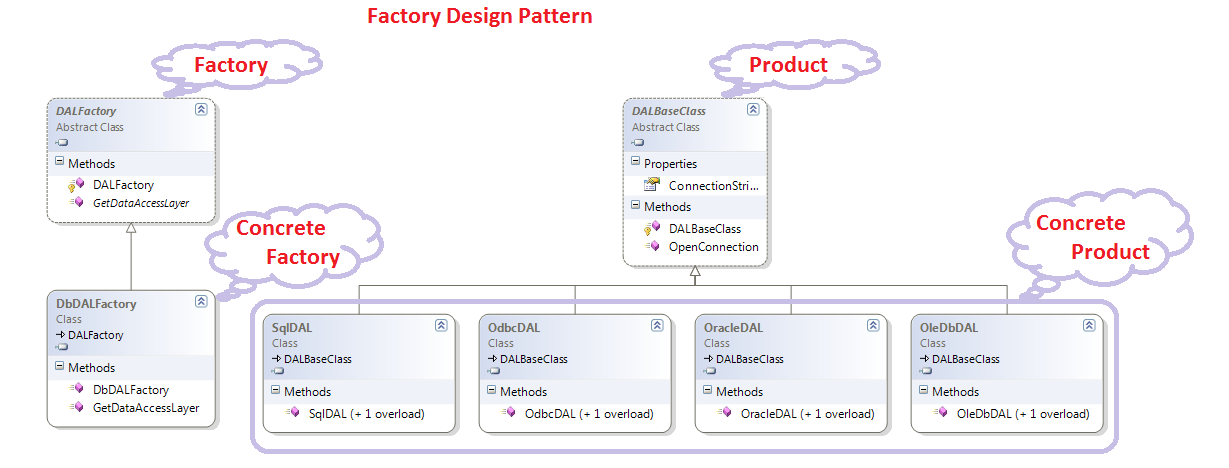 Factory Design Pattern
Factory
DALFactory
Abstract Class
Methods
DALFactory
GetDataAccessLayer
Concrete
Factory
DbDALFactory
Class
DALFactory
Methods
DbDALFactory
GetDataAccessLayer
Product
DALBaseClass
Abstract Class
Properties
ConnectionStri...
Methods
DALBaseClass
OpenConnection
Concrete
Product
SqlDAL
Class
DALBaseClass
Methods
SqlDAL (+ 1 overload)
OdbcDAL
Class
DALBaseClass
Methods
OdbcDAL (+ 1 overload)
OracleDAL
Class
DALBaseClass
Methods
OracleDAL (+ 1 overload)
OleDbDAL
Class
DALBaseClass
Methods
OleDbDAL (+ 1 overload)